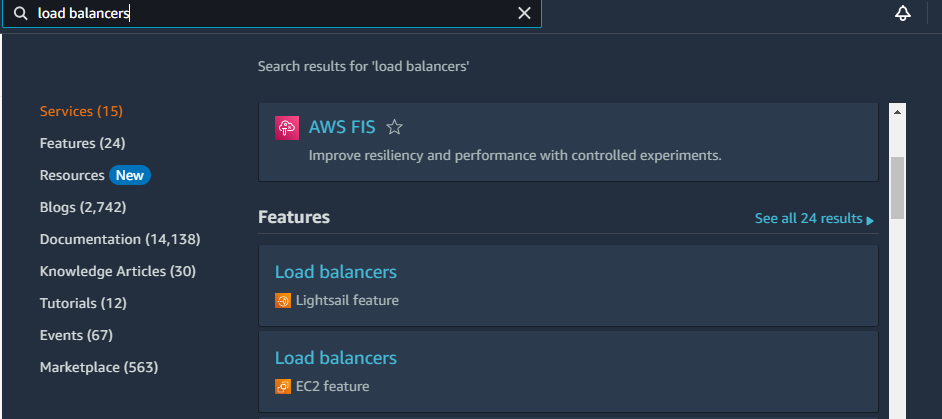 load balancers
Search results for 'load balancers'
Services (15)
Features (24)
Resources New
Blogs (2,742)
Documentation (14,138)
Knowledge Articles (30)
Tutorials (12)
Events (67)
Marketplace (563)
AWS FIS
Improve resiliency and performance with controlled experiments.
Features
See all 24 results
Load balancers
Lightsail feature
Load balancers
EC2 feature